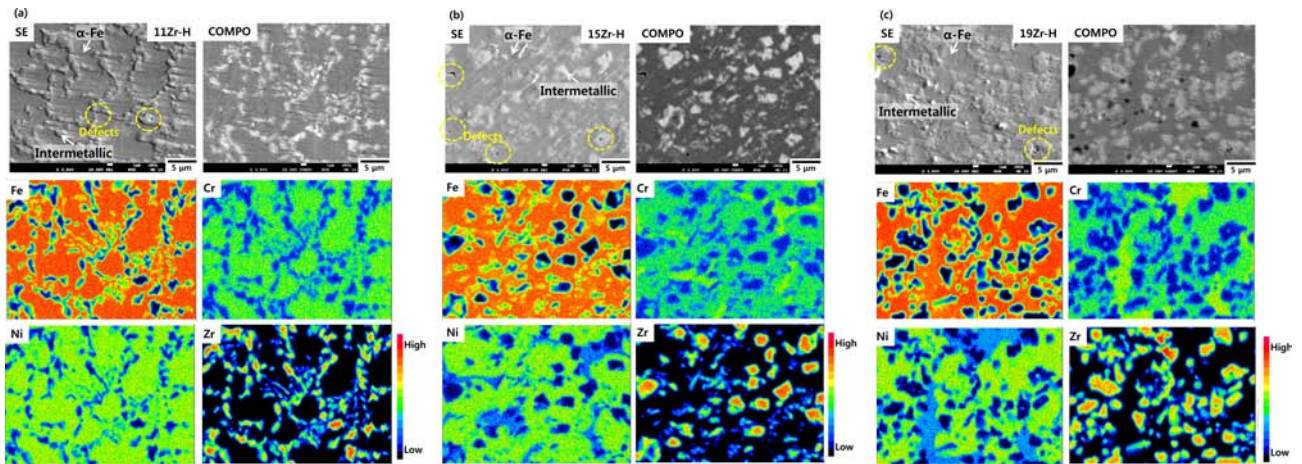 (a)
SE
α-Fe
11Zr-H
COMPO
Defects
Intermetallic
5 μm
5 μm
Fe
Cr
Ni
Zr
High
Low
(b)
SE
α-Fe
15Zr-H
COMPO
Intermetallic
Defects
5 μm
5 μm
Fe
Cr
Ni
Zr
High
Low
(c)
SE
α-Fe
19Zr-H
COMPO
Intermetallic
Defects
5 μm
5 μm
Fe
Cr
Ni
Zr
High
Low